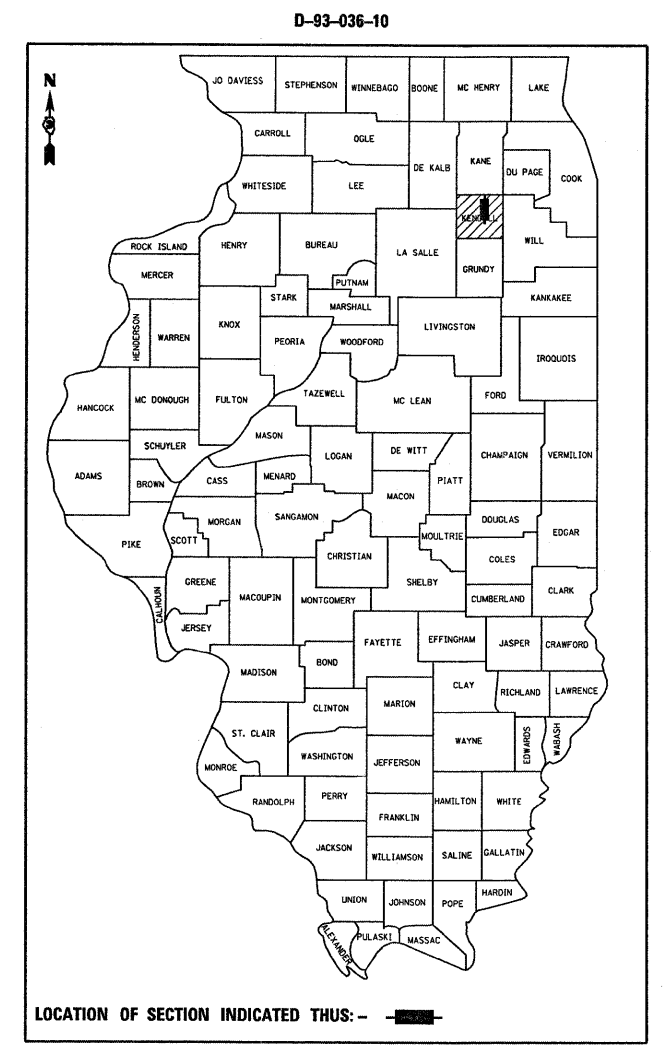 D-93-036-10
N
JO DAVIESS
STEPHENSON
WINNEBAGO
BOONE
MC HENRY
LAKE
CARROLL
OGLE
DE KALB
KANE
DU PAGE
COOK
WHITESIDE
LEE
KENDALL
WILL
ROCK ISLAND
HENRY
BUREAU
LA SALLE
GRUNDY
MERCER
PUTNAM
STARK
MARSHALL
KANKAKEE
HENDERSON
WARREN
KNOX
PEORIA
WOODFORD
LIVINGSTON
IROQUOIS
HANCOCK
MC DONOUGH
FULTON
TAZEWELL
MC LEAN
FORD
SCHUYLER
MASON
LOGAN
DE WITT
CHAMPAIGN
VERMILION
ADAMS
BROWN
CASS
MENARD
MACON
PIATT
PIKE
SCOTT
MORGAN
SANGAMON
CHRISTIAN
MOULTRIE
DOUGLAS
EDGAR
COLES
CALHOUN
GREENE
MACOUPIN
MONTGOMERY
SHELBY
CUMBERLAND
CLARK
JERSEY
FAYETTE
EFFINGHAM
JASPER
CRAWFORD
MADISON
BOND
CLAY
RICHLAND
LAWRENCE
CLINTON
MARION
ST. CLAIR
WASHINGTON
WAYNE
EDWARDS
WABASH
MONROE
JEFFERSON
RANDOLPH
PERRY
HAMILTON
WHITE
FRANKLIN
JACKSON
WILLIAMSON
SALINE
GALLATIN
UNION
JOHNSON
POPE
HARDIN
ALEXANDER
PULASKI
MASSAC
LOCATION OF SECTION INDICATED THUS: -